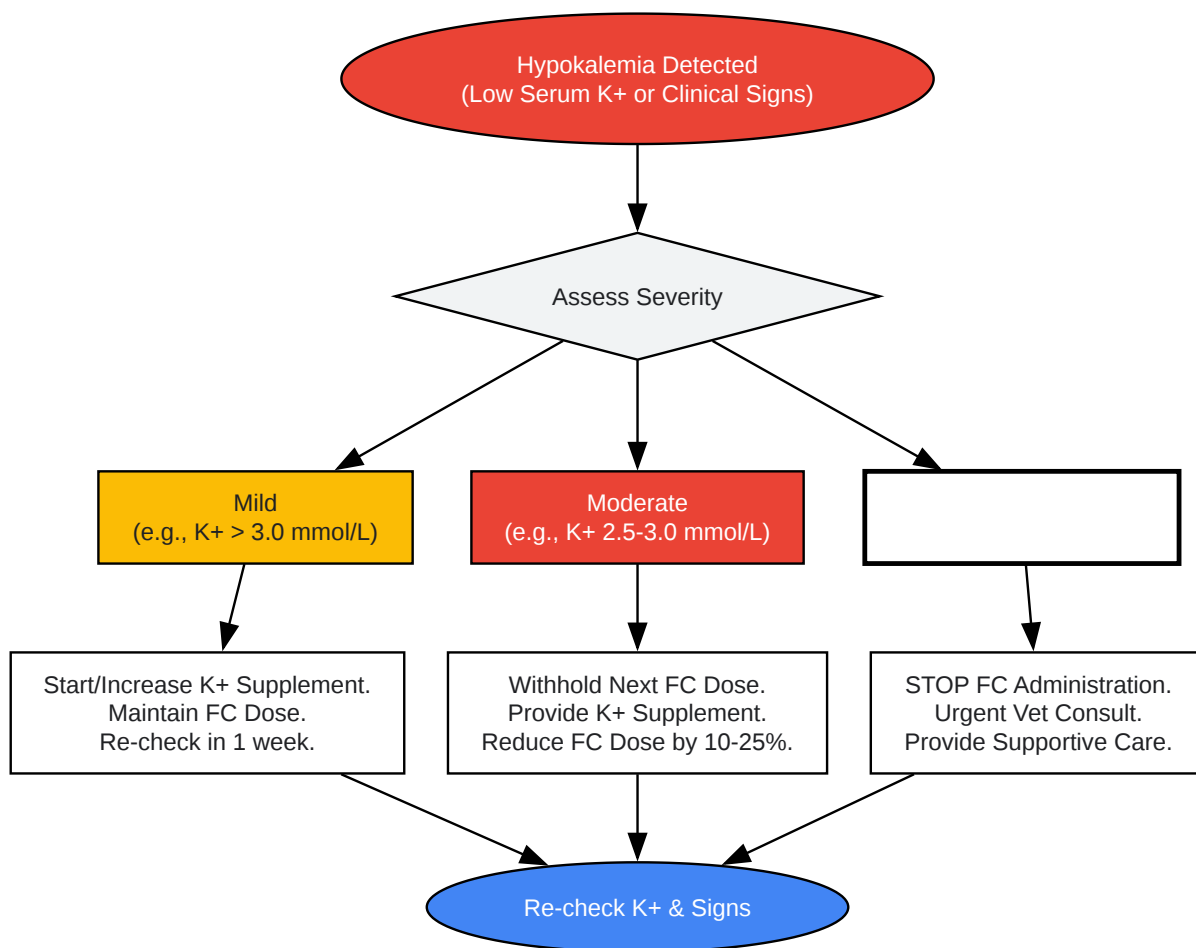 Hypokalemia Detected
(Low Serum K+ or Clinical Signs)
Assess Severity
Mild
(e.g., K+ > 3.0 mmol/L)
Moderate
(e.g., K+ 2.5-3.0 mmol/L)
Start/Increase K+ Supplement.
Maintain FC Dose.
Re-check in 1 week.
Withhold Next FC Dose.
Provide K+ Supplement.
Reduce FC Dose by 10-25%.
STOP FC Administration.
Urgent Vet Consult.
Provide Supportive Care.
Re-check K+ & Signs